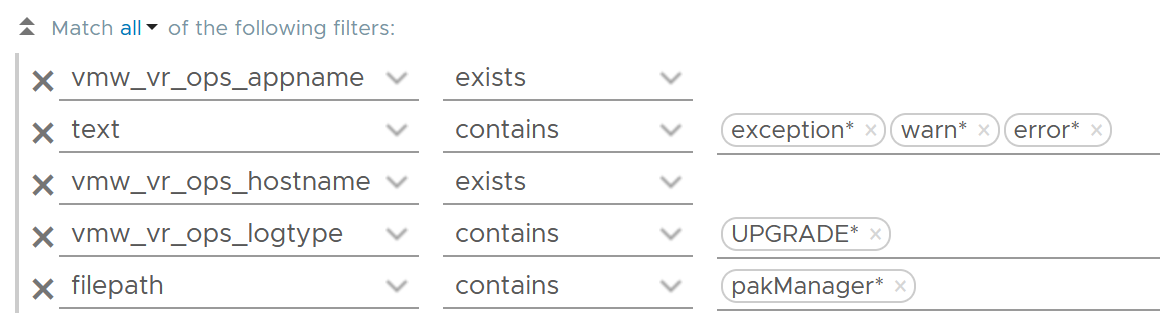 Match all of the following filters:
vmw_vr_ops_appname exists
text contains exception* × warn* × error* ×
vmw_vr_ops_hostname exists
vmw_vr_ops_logtype contains UPGRADE* ×
filepath contains pakManager* ×